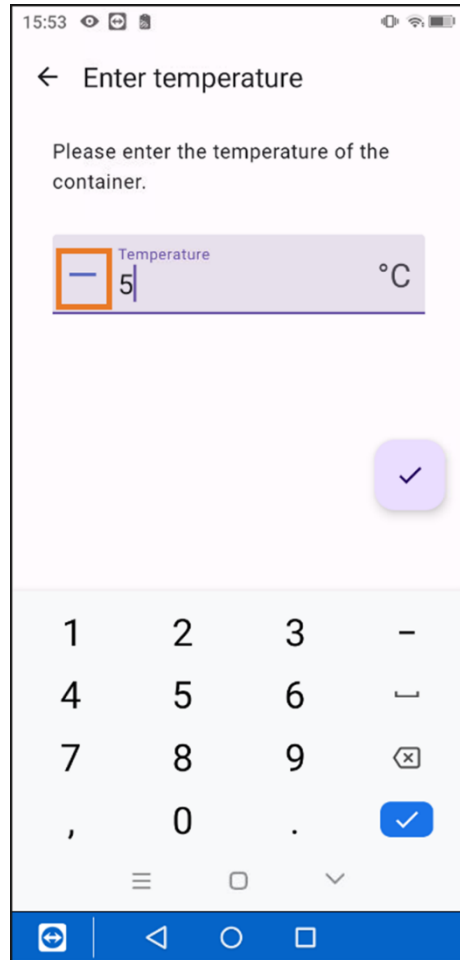 15:53
Enter temperature
Please enter the temperature of the
container.
Temperature
— 5 °C
1 2 3 -
4 5 6
7 8 9
, 0 .